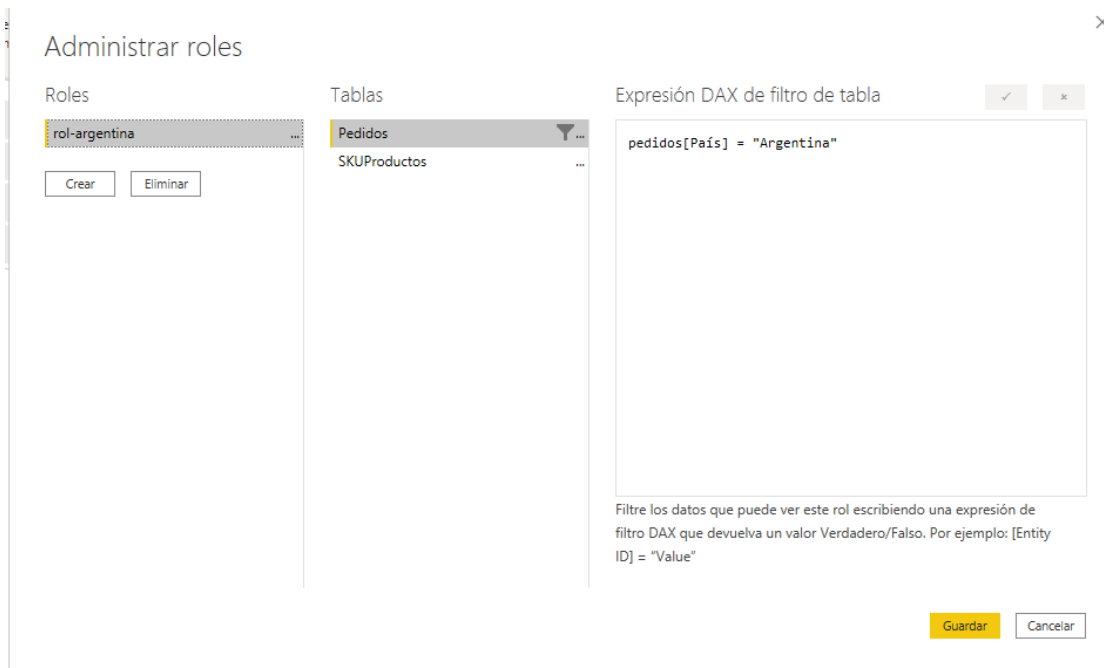 Administrar roles
Roles
Tablas
Expresión DAX de filtro de tabla
rol-argentina
...
Pedidos
...
SKUProductos
...
pedidos[País] = "Argentina"
Crear
Eliminar
Filtre los datos que puede ver este rol escribiendo una expresión de
filtro DAX que devuelva un valor Verdadero/Falso. Por ejemplo: [Entity
ID] = “Value”
Guardar
Cancelar